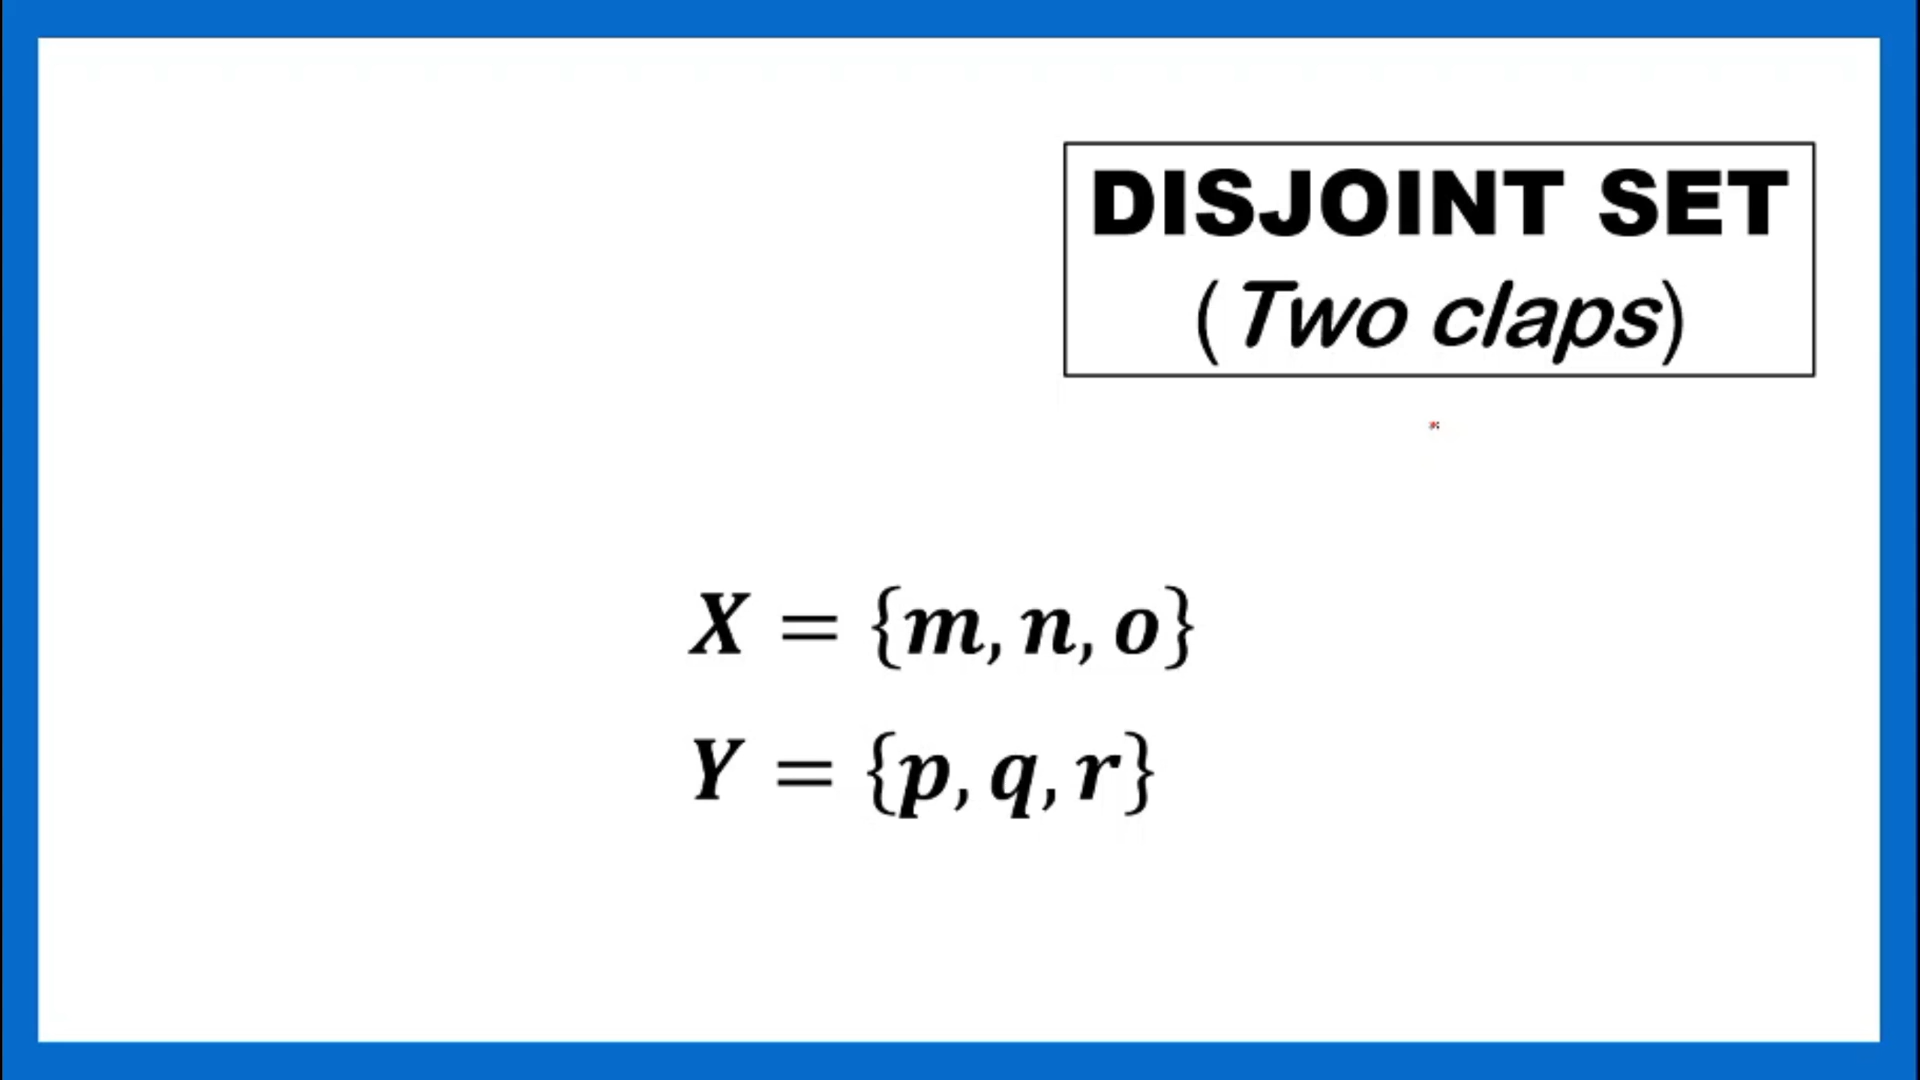 DISJOINT SET
(Two claps)
X = {m, n, o}
Y = {p, q, r}